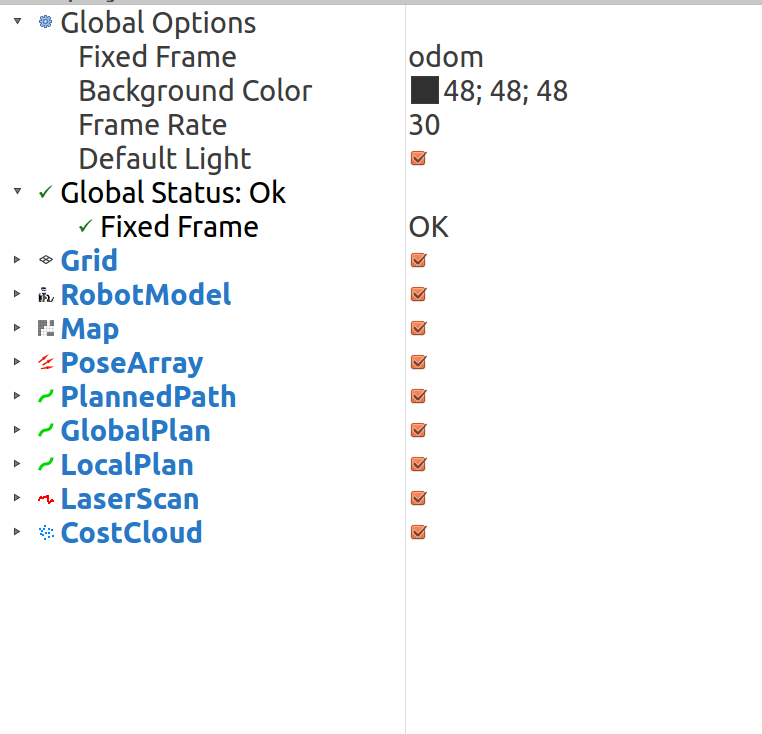 Global Options
Fixed Frame odom
Background Color 48; 48; 48
Frame Rate 30
Default Light
Global Status: Ok
Fixed Frame OK
Grid
RobotModel
Map
PoseArray
PlannedPath
GlobalPlan
LocalPlan
LaserScan
CostCloud